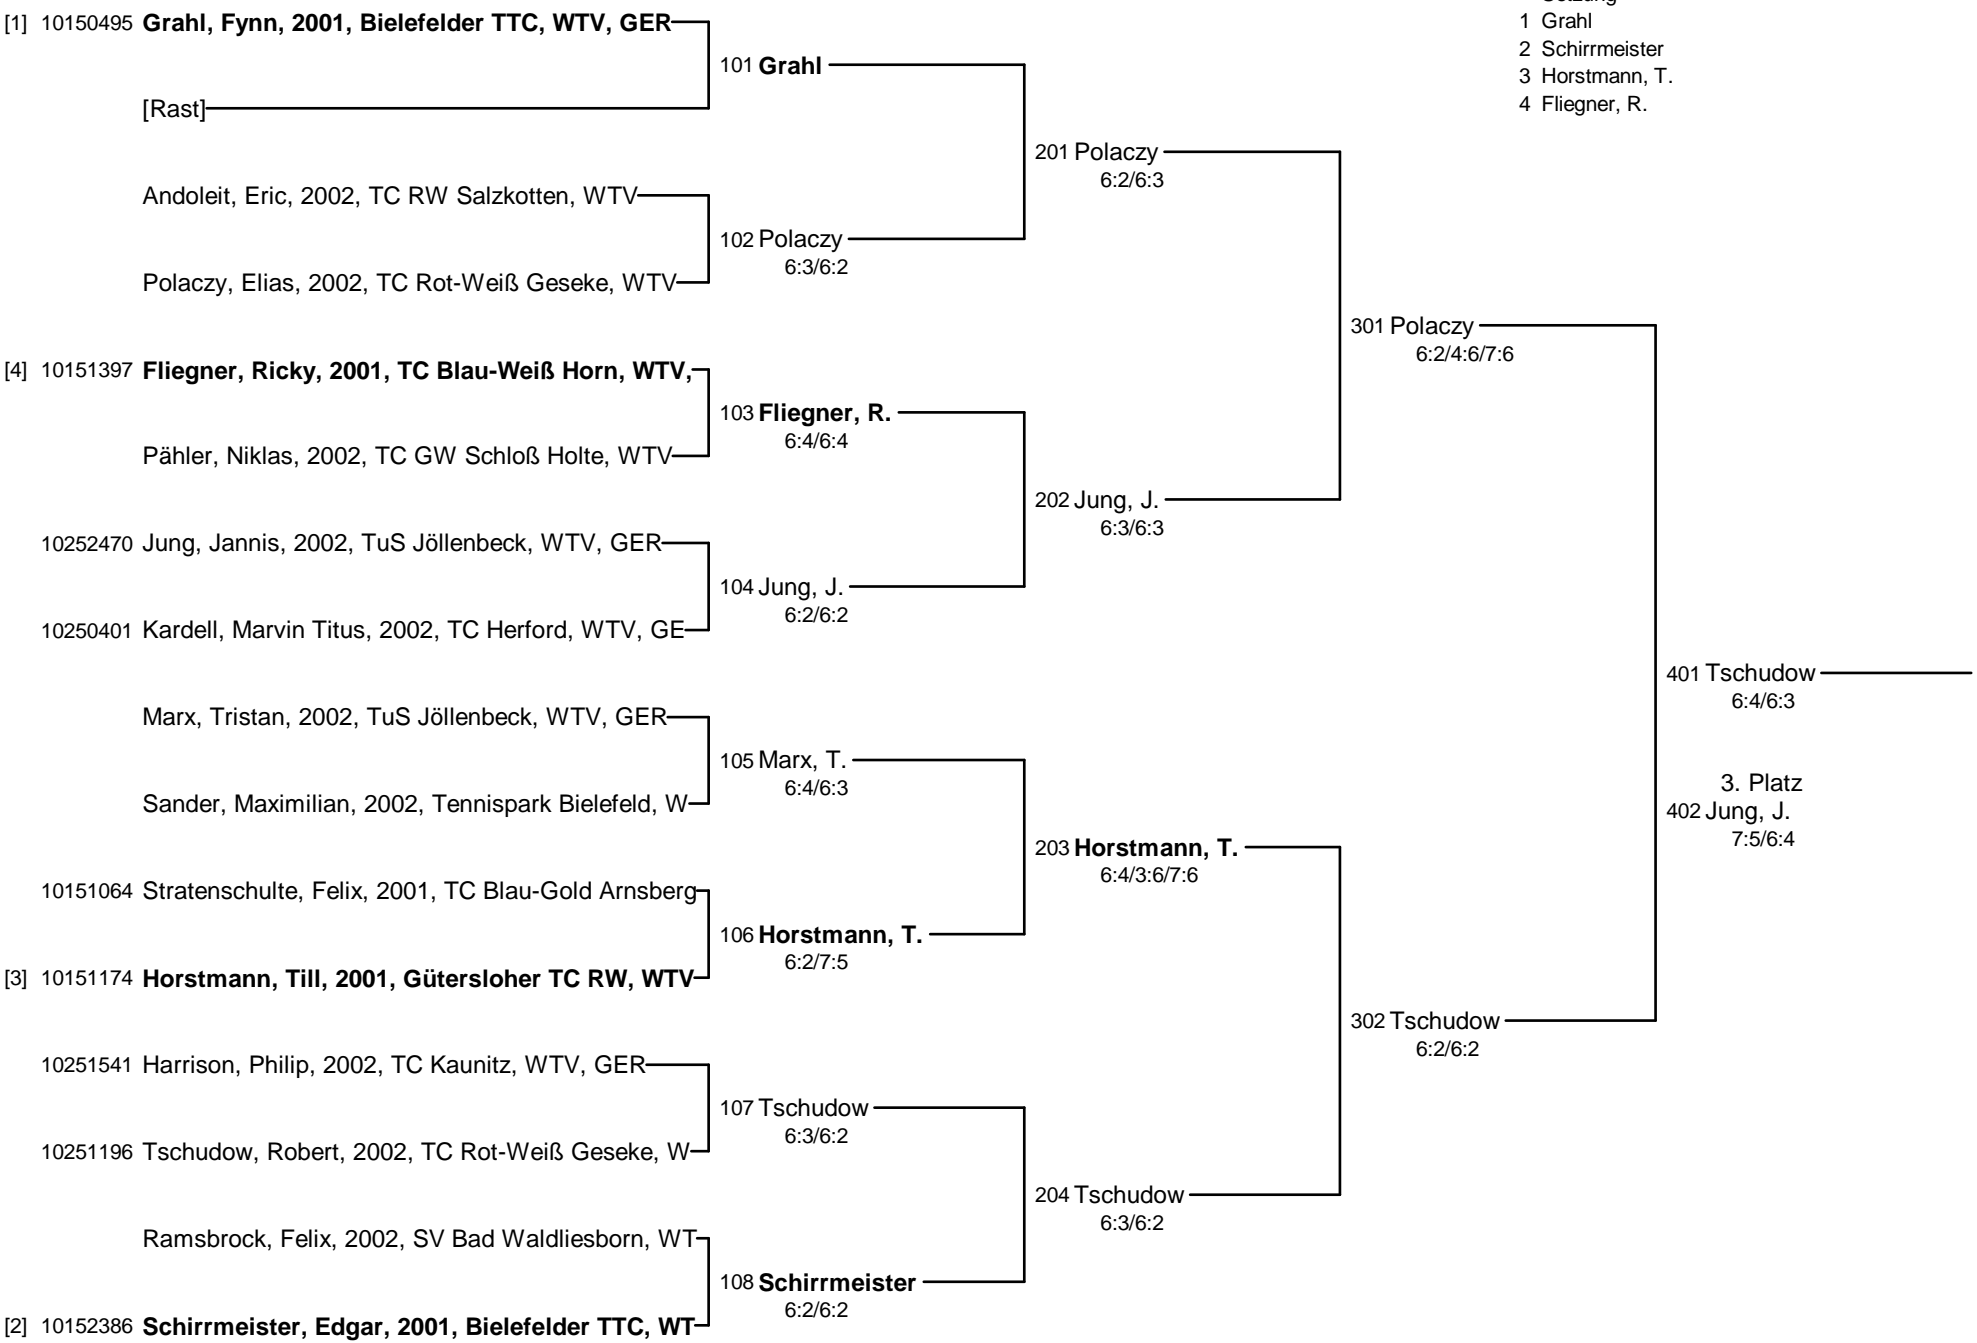 Setzung
1 Grahl
2 Schirrmeister
3 Horstmann, T.
4 Fliegner, R.
[1] 10150495 Grahl, Fynn, 2001, Bielefelder TTC, WTV, GER
101 Grahl
[Rast]
201 Polaczy
6:2/6:3
Andoleit, Eric, 2002, TC RW Salzkotten, WTV
102 Polaczy
6:3/6:2
Polaczy, Elias, 2002, TC Rot-Weiß Geseke, WTV
301 Polaczy
6:2/4:6/7:6
[4] 10151397 Fliegner, Ricky, 2001, TC Blau-Weiß Horn, WTV,
103 Fliegner, R.
6:4/6:4
Pähler, Niklas, 2002, TC GW Schloß Holte, WTV
202 Jung, J.
6:3/6:3
10252470 Jung, Jannis, 2002, TuS Jöllenbeck, WTV, GER
104 Jung, J.
6:2/6:2
10250401 Kardell, Marvin Titus, 2002, TC Herford, WTV, GE
401 Tschudow
6:4/6:3
Marx, Tristan, 2002, TuS Jöllenbeck, WTV, GER
105 Marx, T.
6:4/6:3
3. Platz
402 Jung, J.
7:5/6:4
Sander, Maximilian, 2002, Tennispark Bielefeld, W
203 Horstmann, T.
6:4/3:6/7:6
10151064 Stratenschulte, Felix, 2001, TC Blau-Gold Arnsberg
106 Horstmann, T.
6:2/7:5
[3] 10151174 Horstmann, Till, 2001, Gütersloher TC RW, WTV
302 Tschudow
6:2/6:2
10251541 Harrison, Philip, 2002, TC Kaunitz, WTV, GER
107 Tschudow
6:3/6:2
10251196 Tschudow, Robert, 2002, TC Rot-Weiß Geseke, W
204 Tschudow
6:3/6:2
Ramsbrock, Felix, 2002, SV Bad Waldliesborn, WT
108 Schirrmeister
6:2/6:2
[2] 10152386 Schirrmeister, Edgar, 2001, Bielefelder TTC, WT